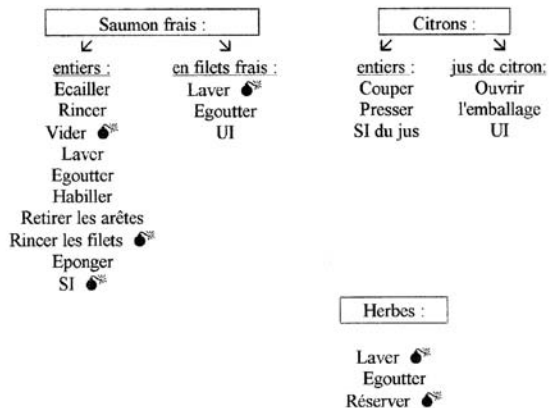 Saumon frais :
entiers :
Ecailler
Rincer
Vider
Laver
Egoutter
Habiller
Retirer les arêtes
Rincer les filets
Eponger
SI
en filets frais :
Laver
Egoutter
UI
Citrons :
entiers :
Couper
Presser
SI du jus
jus de citron:
Ouvrir
l'emballage
UI
Herbes :
Laver
Egoutter
Réserver